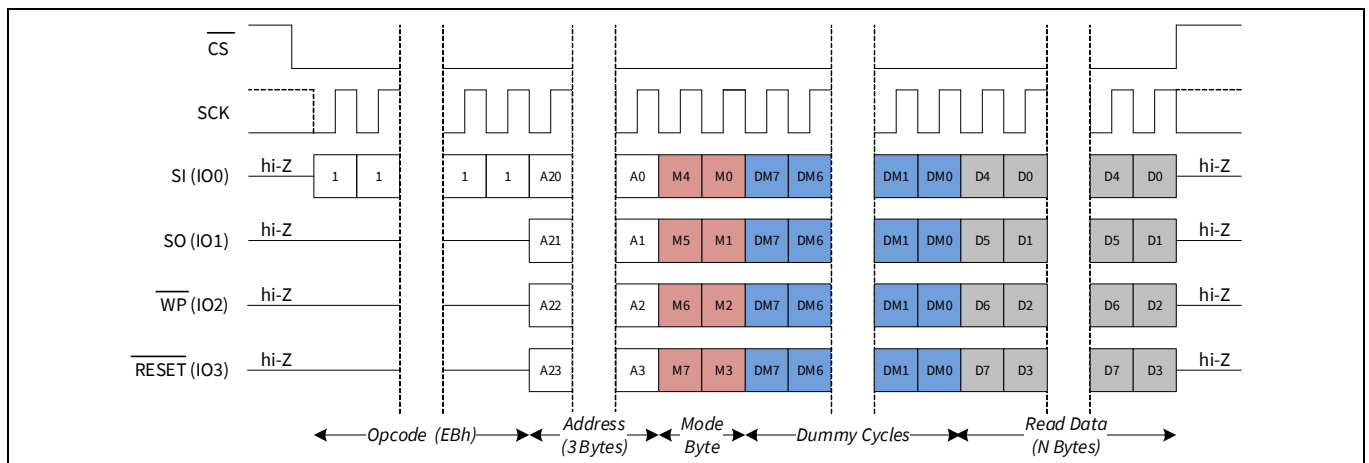 CS
SCK
SI (IO0) hi-Z 1 1 1 1 A20 A0 M4 M0 DM7 DM6 DM1 DM0 D4 D0 D4 D0 hi-Z
SO (IO1) hi-Z A21 A1 M5 M1 DM7 DM6 DM1 DM0 D5 D1 D5 D1 hi-Z
WP (IO2) hi-Z A22 A2 M6 M2 DM7 DM6 DM1 DM0 D6 D2 D6 D2 hi-Z
RESET (IO3) hi-Z A23 A3 M7 M3 DM7 DM6 DM1 DM0 D7 D3 D7 D3 hi-Z
Opcode (EBh) Address Mode Dummy Cycles Read Data
(3 Bytes) Byte (N Bytes)